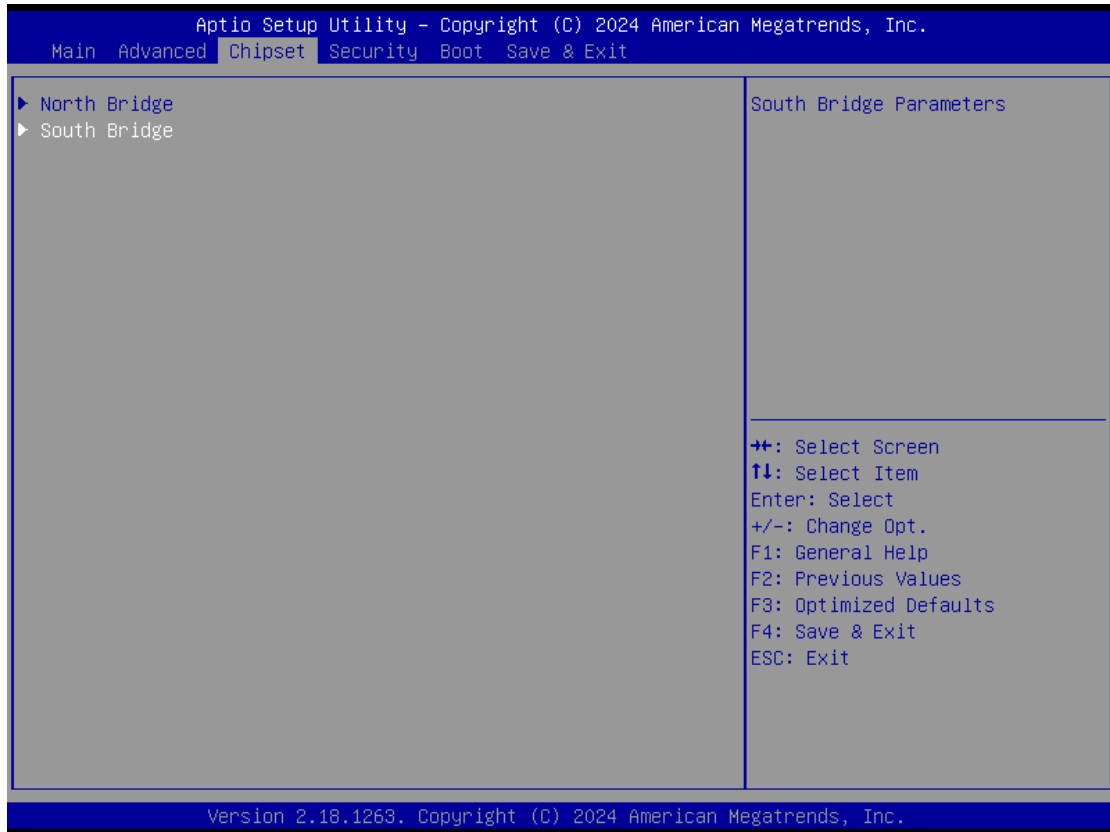 Aptio Setup Utility – Copyright (C) 2024 American Megatrends, Inc.
Main Advanced Chipset Security Boot Save & Exit
▶ North Bridge
▶ South Bridge
South Bridge Parameters
→←: Select Screen
↑↓: Select Item
Enter: Select
+/-: Change Opt.
F1: General Help
F2: Previous Values
F3: Optimized Defaults
F4: Save & Exit
ESC: Exit
Version 2.18.1263. Copyright (C) 2024 American Megatrends, Inc.